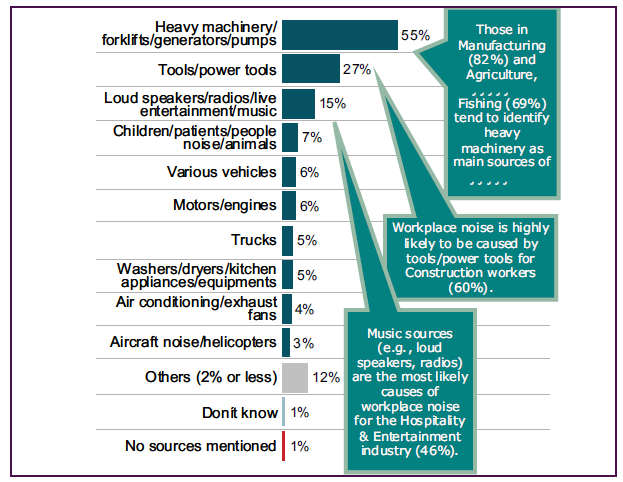 Heavy machinery/
forklifts/generators/pumps
55%
Tools/power tools
27%
Loud speakers/radios/live
entertainment/music
15%
Children/patients/people
noise/animals
7%
Various vehicles
6%
Motors/engines
6%
Trucks
5%
Washers/dryers/kitchen
appliances/equipments
5%
Air conditioning/exhaust
fans
4%
Aircraft noise/helicopters
3%
Others (2% or less)
12%
Donít know
1%
No sources mentioned
1%
Those in
Manufacturing
(82%) and
Agriculture,
, , , , ,
Fishing (69%)
tend to identify
heavy
machinery as
main sources of
, , , , ,
Workplace noise is highly
likely to be caused by
tools/power tools for
Construction workers
(60%).
Music sources
(e.g., loud
speakers, radios)
are the most likely
causes of
workplace noise
for the Hospitality
& Entertainment
industry (46%).